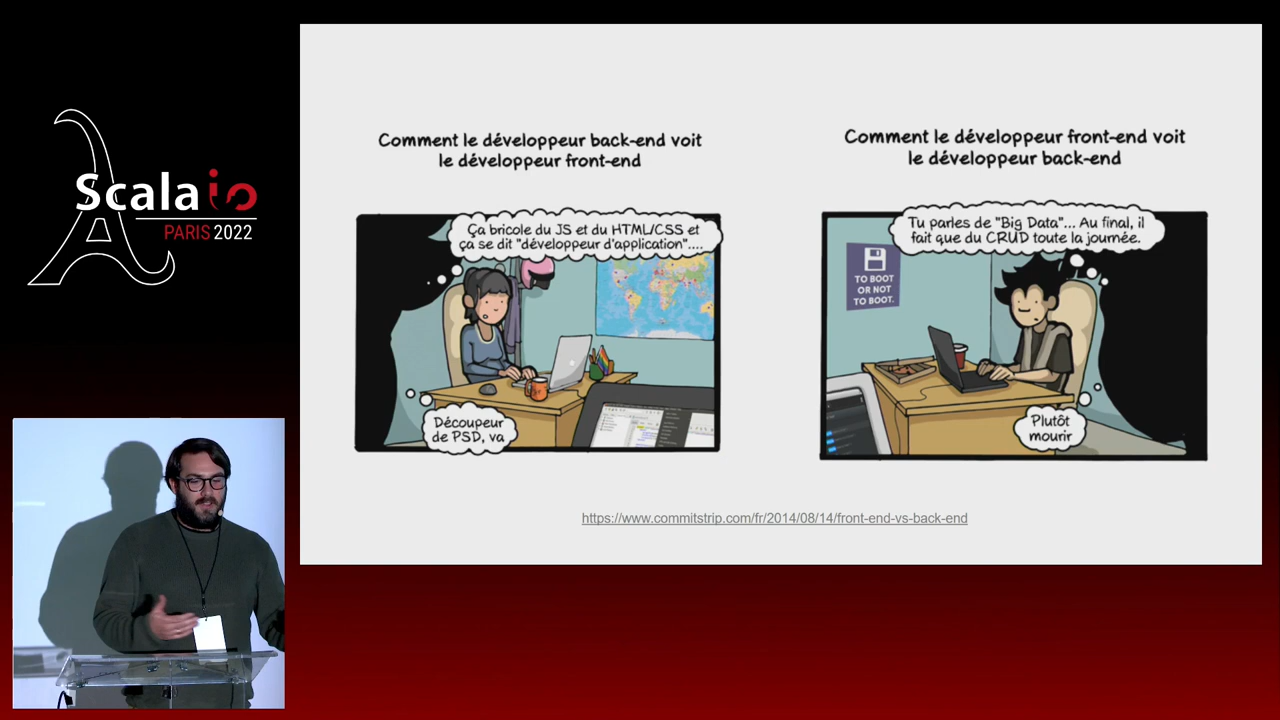 Scala io
PARIS 2022
Comment le développeur back-end voit
le développeur front-end
Ça bricole du JS et du HTML/CSS et
ça se dit "développeur d'application"....
Découpeur
de PSD, va
Comment le développeur front-end voit
le développeur back-end
Tu parles de "Big Data"... Au final, il
fait que du CRUD toute la journée.
TO BOOT
OR NOT
TO BOOT.
Plutôt
mourir
https://www.commitstrip.com/fr/2014/08/14/front-end-vs-back-end